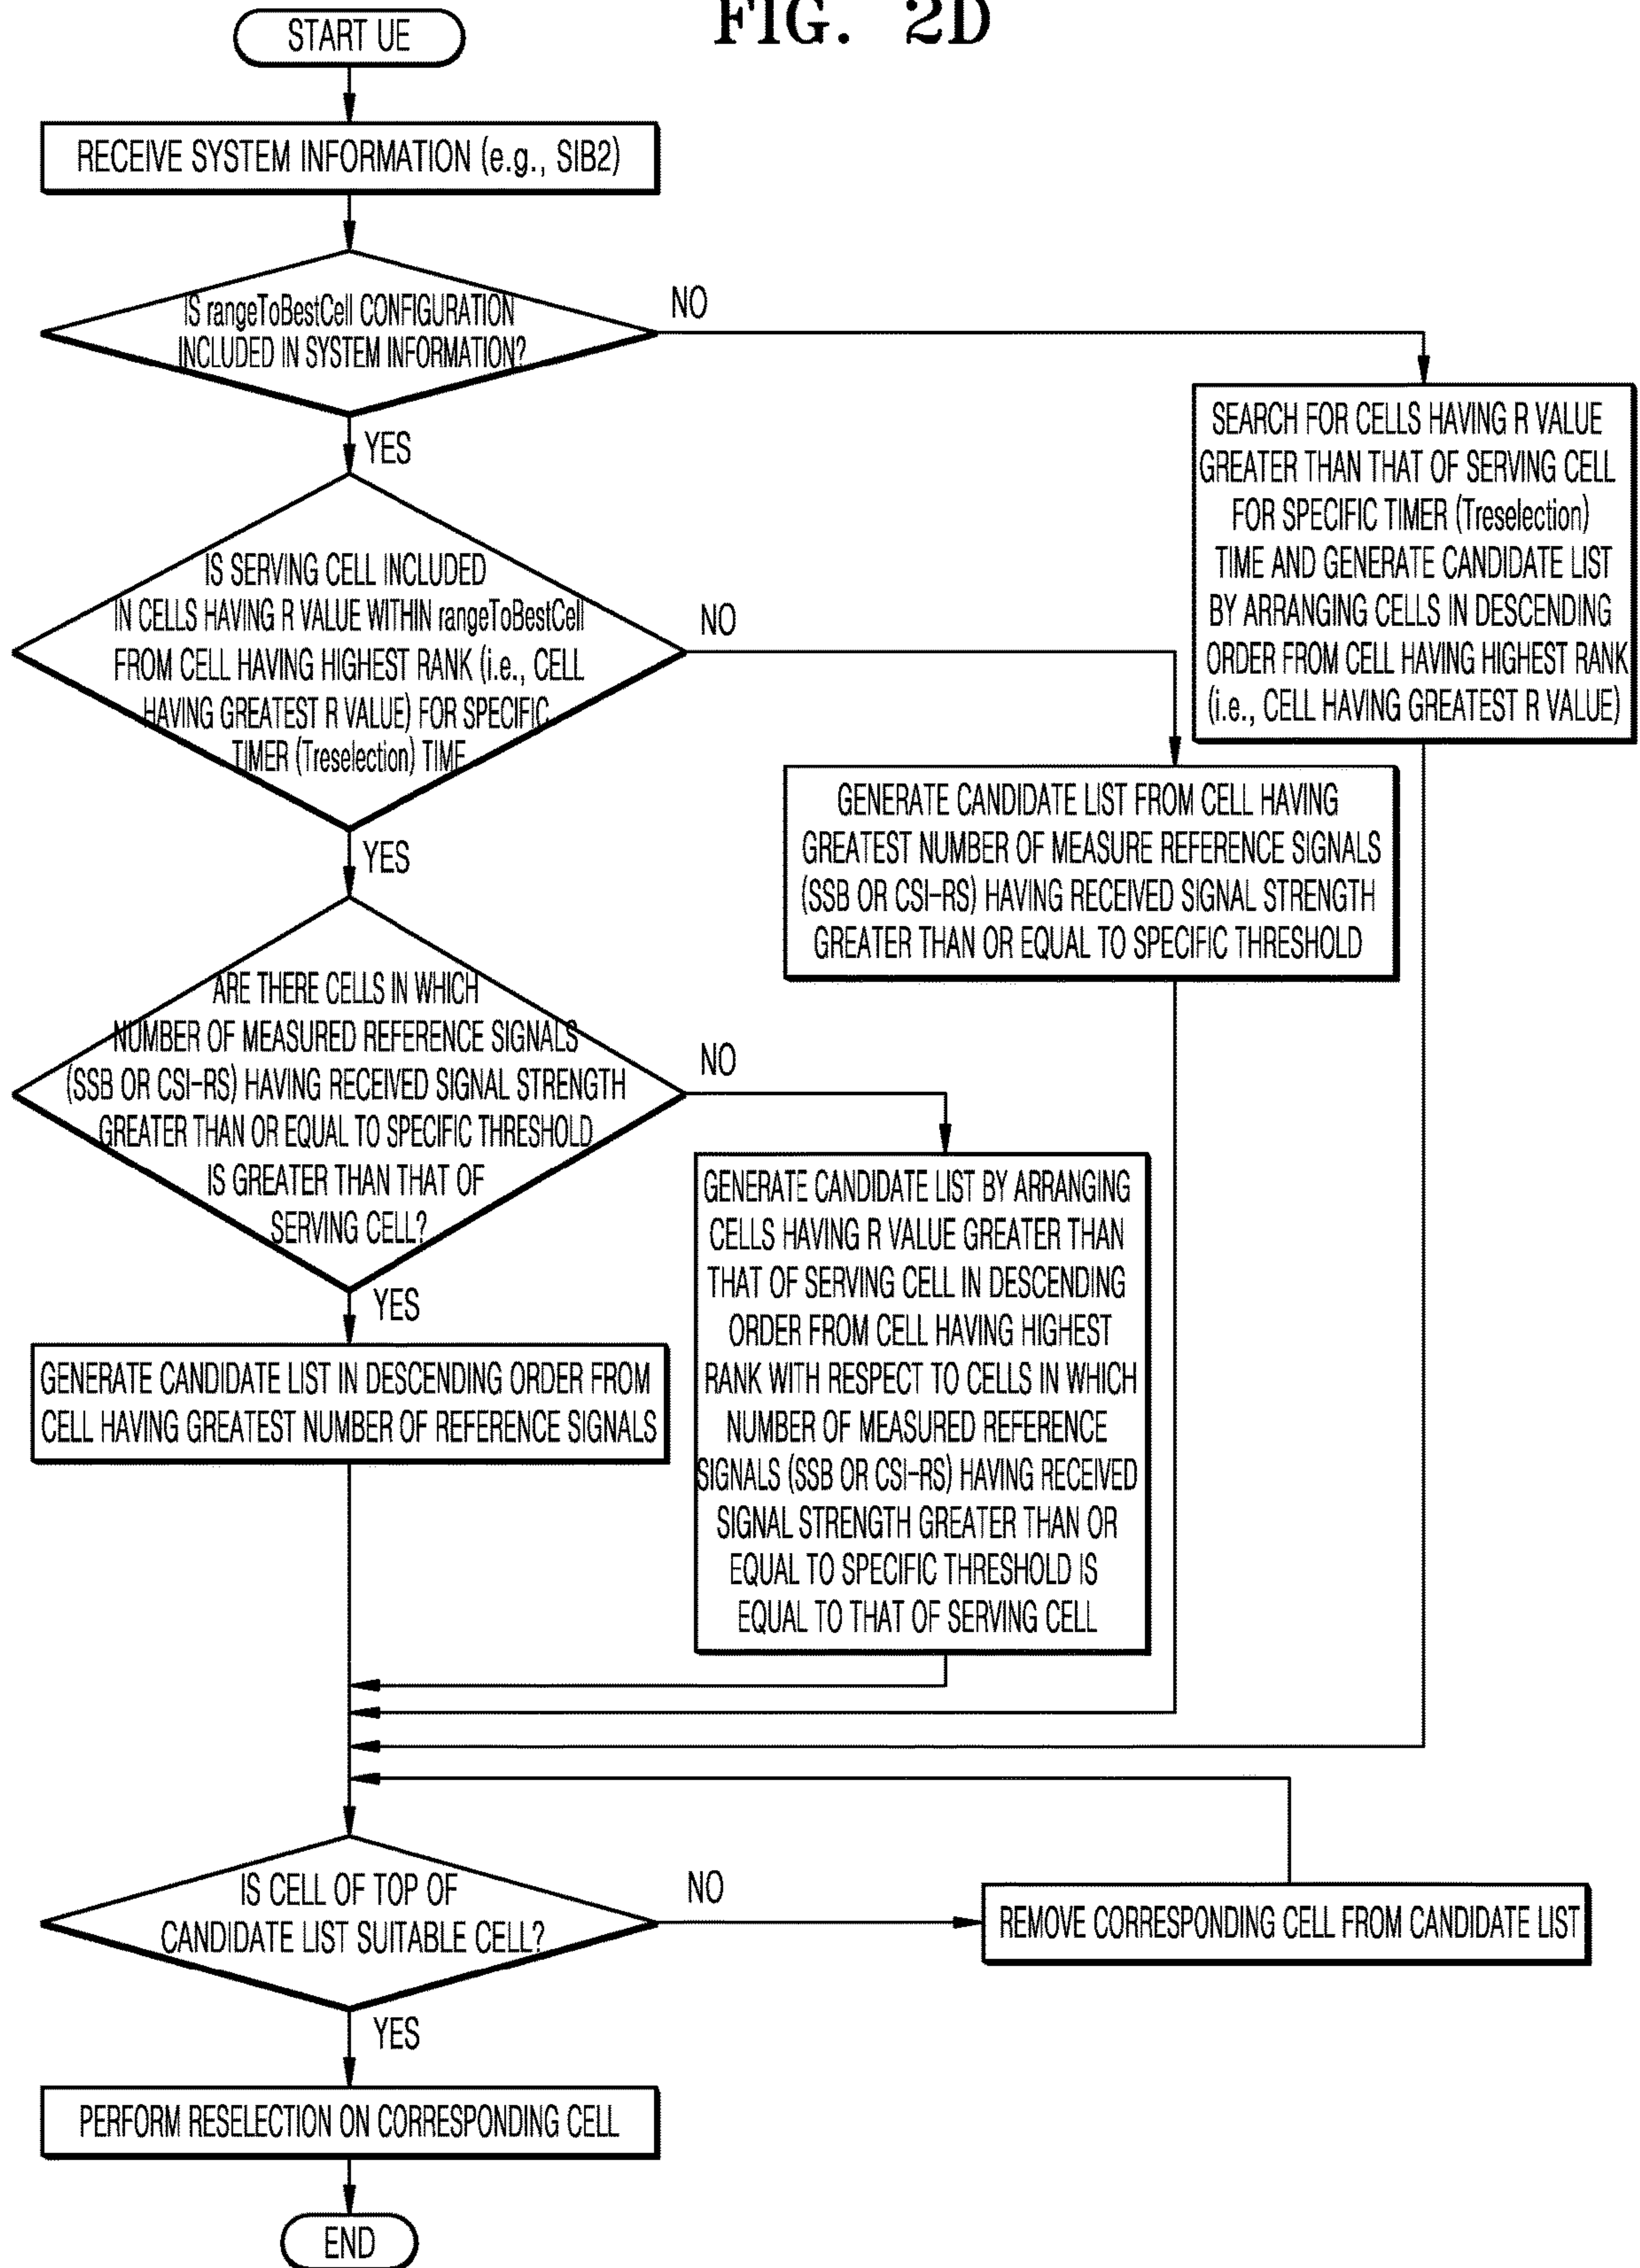 FIG. 2D
START UE
RECEIVE SYSTEM INFORMATION (e.g., SIB2)
IS rangeToBestCell CONFIGURATION
INCLUDED IN SYSTEM INFORMATION?
NO
YES
SEARCH FOR CELLS HAVING R VALUE
GREATER THAN THAT OF SERVING CELL
FOR SPECIFIC TIMER (Treselection)
TIME AND GENERATE CANDIDATE LIST
BY ARRANGING CELLS IN DESCENDING
ORDER FROM CELL HAVING HIGHEST RANK
(i.e., CELL HAVING GREATEST R VALUE)
IS SERVING CELL INCLUDED
IN CELLS HAVING R VALUE WITHIN rangeToBestCell
FROM CELL HAVING HIGHEST RANK (i.e., CELL
HAVING GREATEST R VALUE) FOR SPECIFIC
TIMER (Treselection) TIME
NO
YES
GENERATE CANDIDATE LIST FROM CELL HAVING
GREATEST NUMBER OF MEASURE REFERENCE SIGNALS
(SSB OR CSI-RS) HAVING RECEIVED SIGNAL STRENGTH
GREATER THAN OR EQUAL TO SPECIFIC THRESHOLD
ARE THERE CELLS IN WHICH
NUMBER OF MEASURED REFERENCE SIGNALS
(SSB OR CSI-RS) HAVING RECEIVED SIGNAL STRENGTH
GREATER THAN OR EQUAL TO SPECIFIC THRESHOLD
IS GREATER THAN THAT OF
SERVING CELL?
NO
YES
GENERATE CANDIDATE LIST BY ARRANGING
CELLS HAVING R VALUE GREATER THAN
THAT OF SERVING CELL IN DESCENDING
ORDER FROM CELL HAVING HIGHEST
RANK WITH RESPECT TO CELLS IN WHICH
NUMBER OF MEASURED REFERENCE
SIGNALS (SSB OR CSI-RS) HAVING RECEIVED
SIGNAL STRENGTH GREATER THAN OR
EQUAL TO SPECIFIC THRESHOLD IS
EQUAL TO THAT OF SERVING CELL
GENERATE CANDIDATE LIST IN DESCENDING ORDER FROM
CELL HAVING GREATEST NUMBER OF REFERENCE SIGNALS
IS CELL OF TOP OF
CANDIDATE LIST SUITABLE CELL?
NO
REMOVE CORRESPONDING CELL FROM CANDIDATE LIST
YES
PERFORM RESELECTION ON CORRESPONDING CELL
END